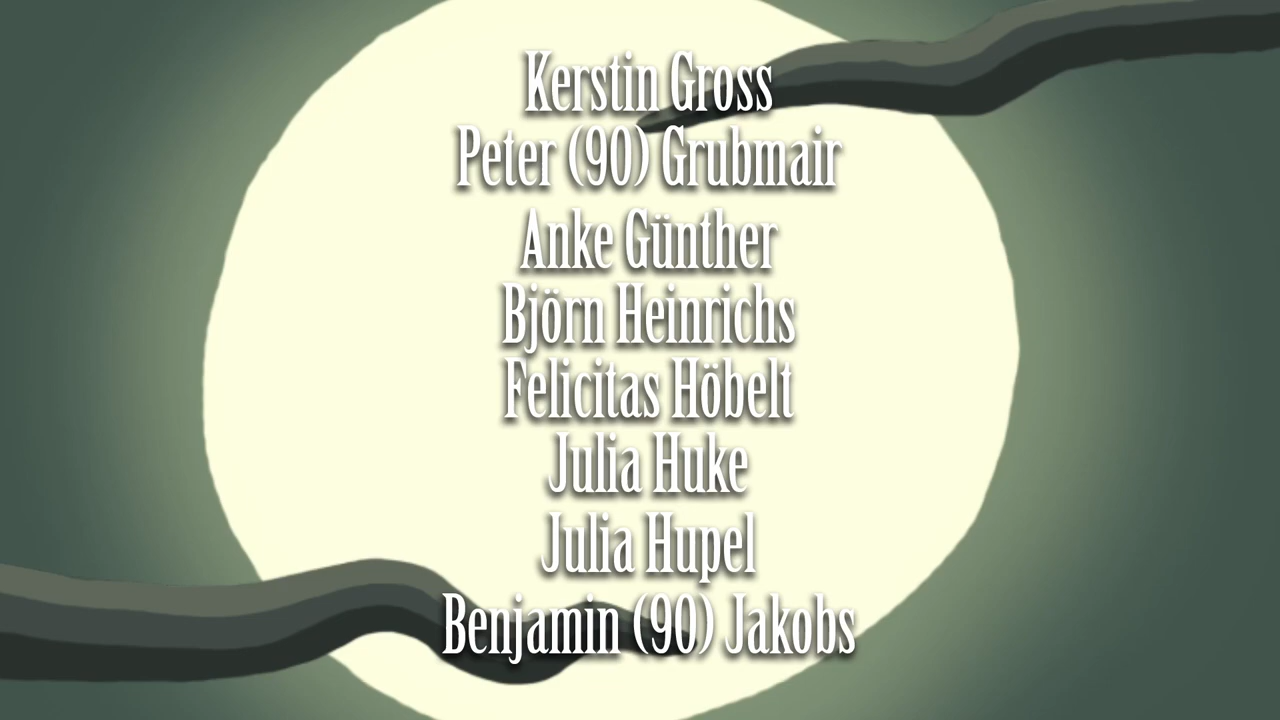 Kerstin Gross
Peter (90) Grubmair
Anke Günther
Björn Heinrichs
Felicitas Höbelt
Julia Huke
Julia Hupel
Benjamin (90) Jakobs